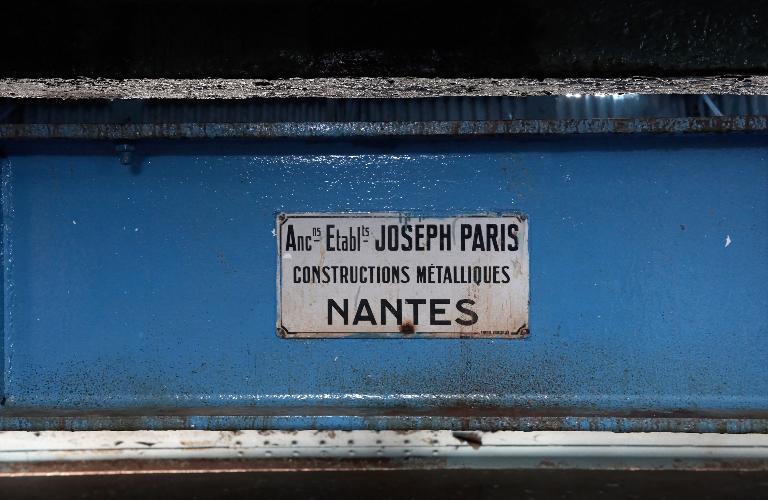 Ancns Etablts JOSEPH PARIS
CONSTRUCTIONS MÉTALLIQUES
NANTES